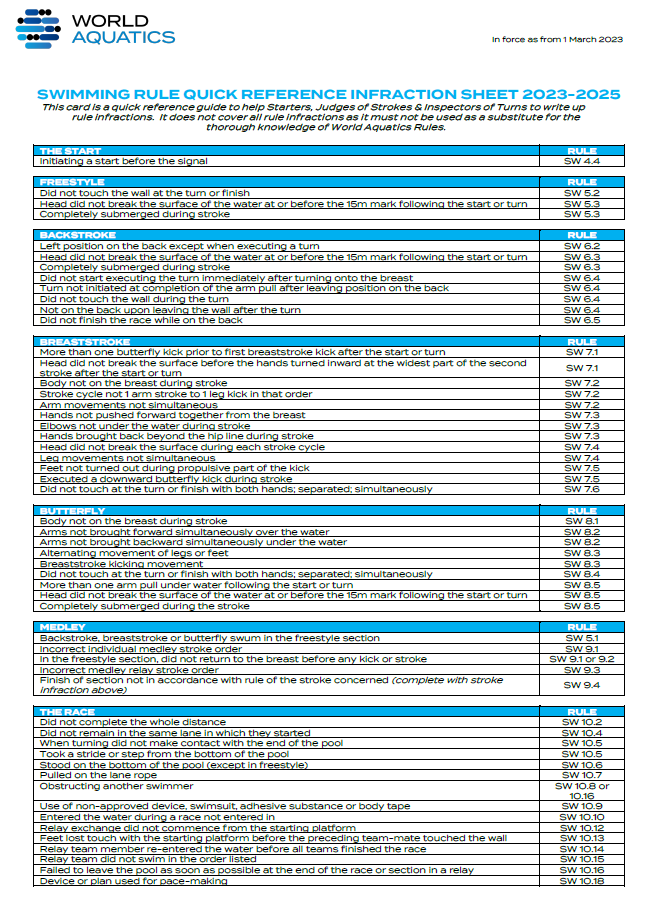 WORLD
AQUATICS
In force as from 1 March 2023
SWIMMING RULE QUICK REFERENCE INFRACTION SHEET 2023-2025
This card is a quick reference guide to help Starters, Judges of Strokes & Inspectors of Turns to write up
rule infractions. It does not cover all rule infractions as it must not be used as a substitute for the
thorough knowledge of World Aquatics Rules.
THE START RULE
Initiating a start before the signal SW 4.4
FREESTYLE RULE
Did not touch the wall at the turn or finish SW 5.2
Head did not break the surface of the water at or before the 15m mark following the start or turn SW 5.3
Completely submerged during stroke SW 5.3
BACKSTROKE RULE
Left position on the back except when executing a turn SW 6.2
Head did not break the surface of the water at or before the 15m mark following the start or turn SW 6.3
Completely submerged during stroke SW 6.3
Did not start executing the turn immediately after turning onto the breast SW 6.4
Turn not initiated at completion of the arm pull after leaving position on the back SW 6.4
Did not touch the wall during the turn SW 6.4
Not on the back upon leaving the wall after the turn SW 6.4
Did not finish the race while on the back SW 6.5
BREASTSTROKE RULE
More than one butterfly kick prior to first breaststroke kick after the start or turn SW 7.1
Head did not break the surface before the hands turned inward at the widest part of the second
stroke after the start or turn SW 7.1
Body not on the breast during stroke SW 7.2
Stroke cycle not 1 arm stroke to 1 leg kick in that order SW 7.2
Arm movements not simultaneous SW 7.2
Hands not pushed forward together from the breast SW 7.3
Elbows not under the water during stroke SW 7.3
Hands brought back beyond the hip line during stroke SW 7.3
Head did not break the surface during each stroke cycle SW 7.4
Leg movements not simultaneous SW 7.4
Feet not turned out during propulsive part of the kick SW 7.5
Executed a downward butterfly kick during stroke SW 7.5
Did not touch at the turn or finish with both hands; separated; simultaneously SW 7.6
BUTTERFLY RULE
Body not on the breast during stroke SW 8.1
Arms not brought forward simultaneously over the water SW 8.2
Arms not brought backward simultaneously under the water SW 8.2
Alternating movement of legs or feet SW 8.3
Breaststroke kicking movement SW 8.3
Did not touch at the turn or finish with both hands; separated; simultaneously SW 8.4
More than one arm pull under water following the start or turn SW 8.5
Head did not break the surface of the water at or before the 15m mark following the start or turn SW 8.5
Completely submerged during the stroke SW 8.5
MEDLEY RULE
Backstroke, breaststroke or butterfly swum in the freestyle section SW 5.1
Incorrect individual medley stroke order SW 9.1
In the freestyle section, did not return to the breast before any kick or stroke SW 9.1 or 9.2
Incorrect medley relay stroke order SW 9.3
Finish of section not in accordance with rule of the stroke concerned (complete with stroke
infraction above) SW 9.4
THE RACE RULE
Did not complete the whole distance SW 10.2
Did not remain in the same lane in which they started SW 10.4
When turning did not make contact with the end of the pool SW 10.5
Took a stride or step from the bottom of the pool SW 10.5
Stood on the bottom of the pool (except in freestyle) SW 10.6
Pulled on the lane rope SW 10.7
Obstructing another swimmer SW 10.8 or
10.16
Use of non-approved device, swimsuit, adhesive substance or body tape SW 10.9
Entered the water during a race not entered in SW 10.10
Relay exchange did not commence from the starting platform SW 10.12
Feet lost touch with the starting platform before the preceding team-mate touched the wall SW 10.13
Relay team member re-entered the water before all teams finished the race SW 10.14
Relay team did not swim in the order listed SW 10.15
Failed to leave the pool as soon as possible at the end of the race or section in a relay SW 10.16
Device or plan used for pace-making SW 10.18